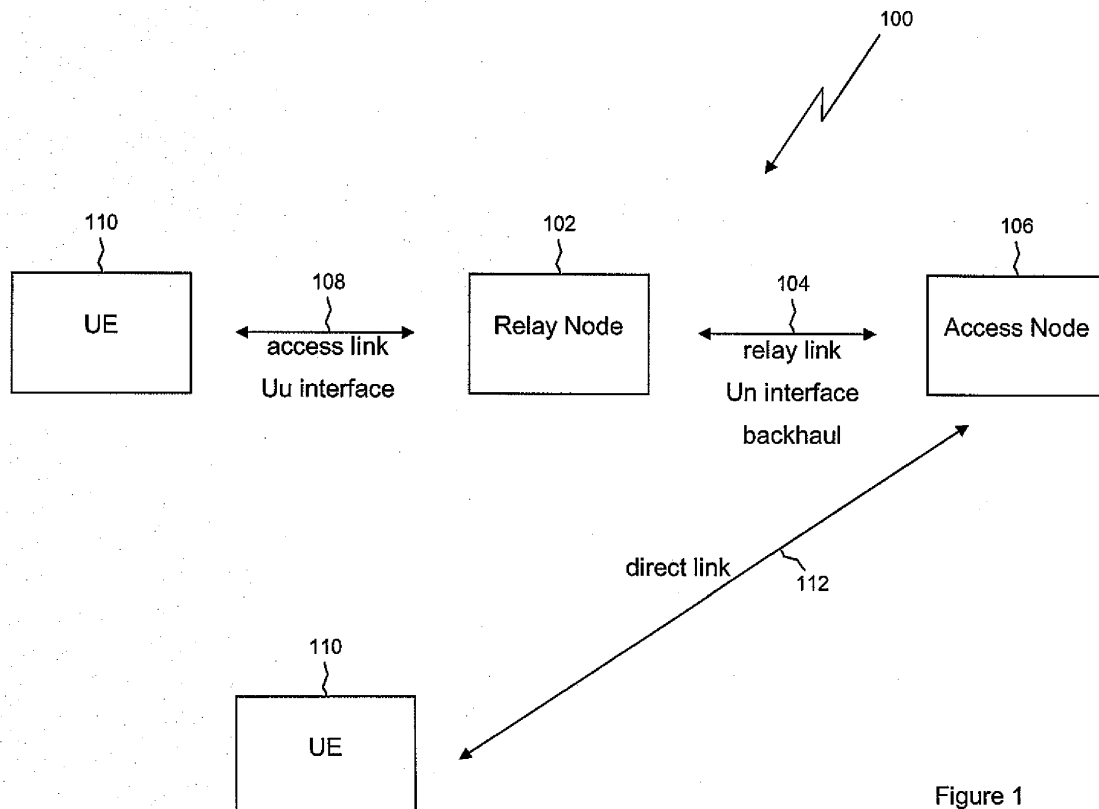 100
110
102
106
UE
108
access link
Uu interface
Relay Node
104
relay link
Un interface
backhaul
Access Node
direct link
112
110
UE
Figure 1